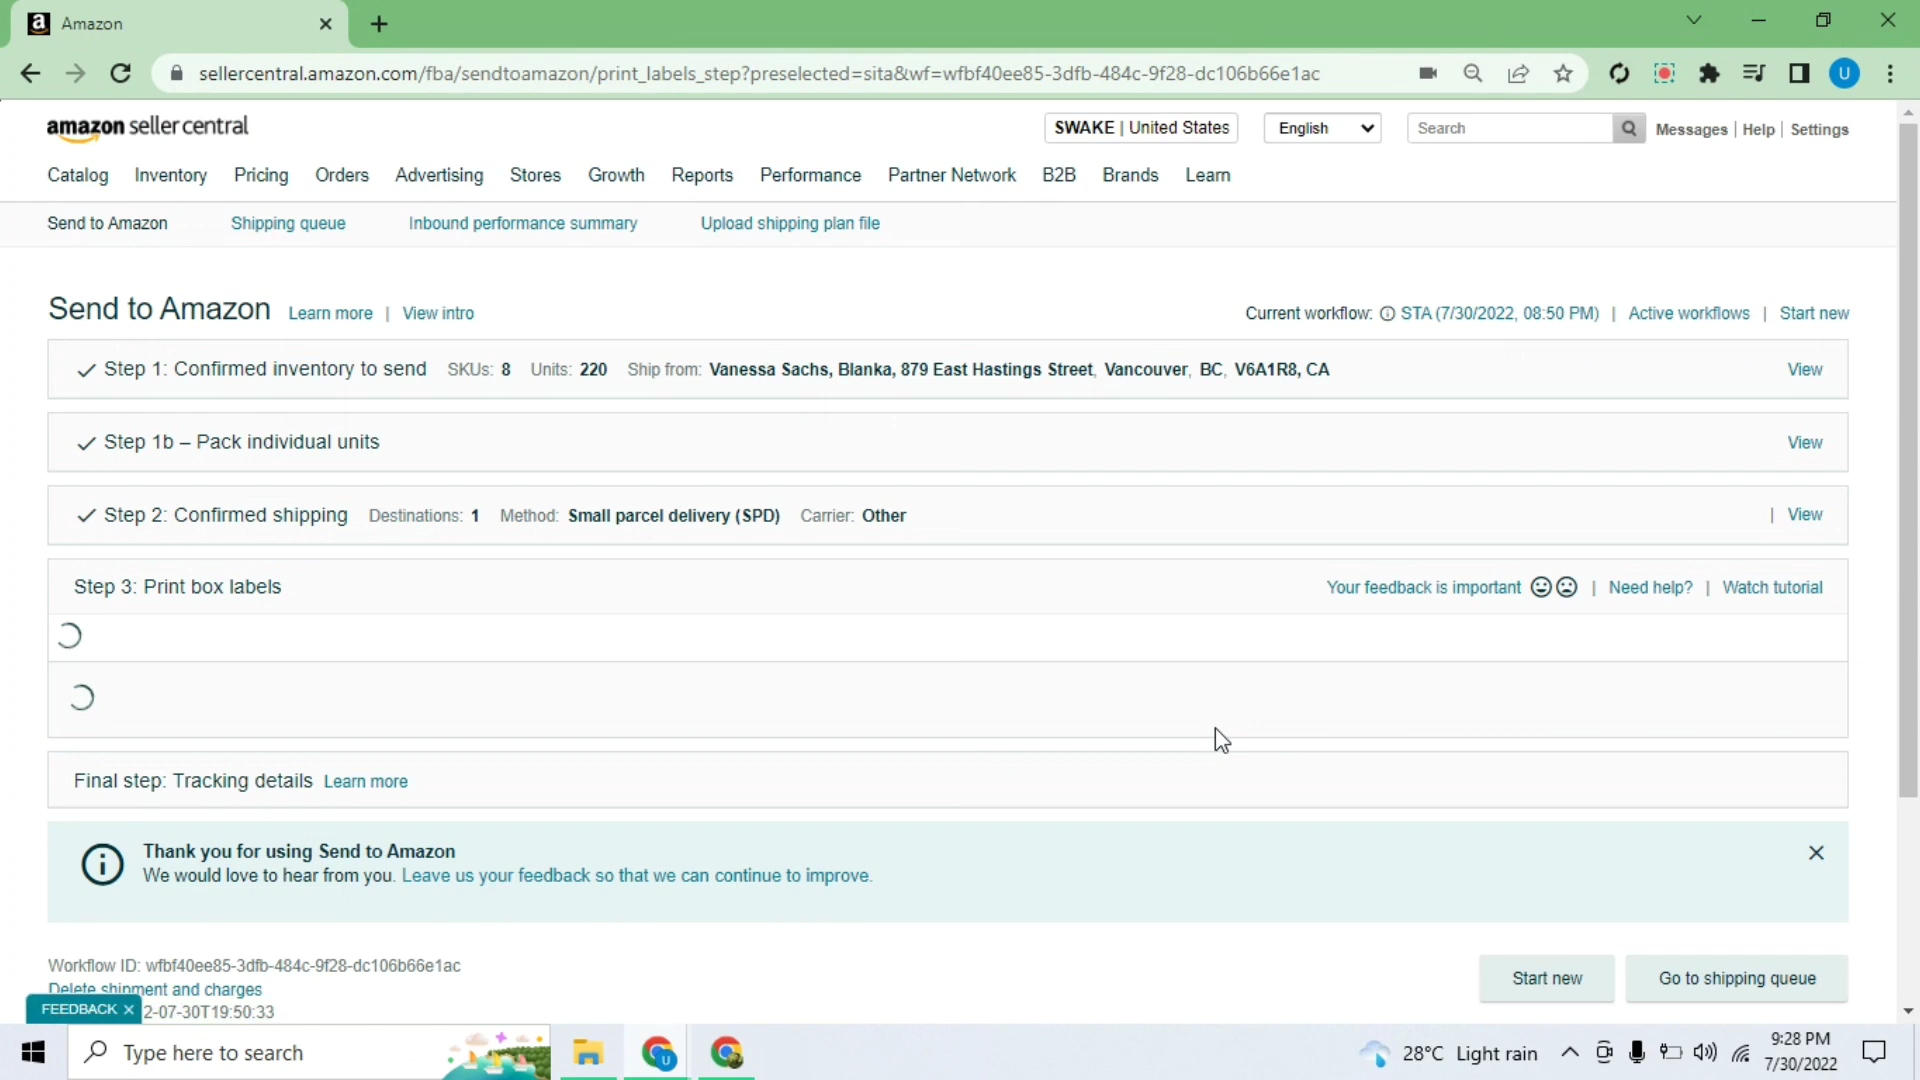 Amazon
sellercentral.amazon.com/fba/sendtoamazon/print_labels_step?preselected=sita&wf=wfbf40ee85-3dfb-484c-9f28-dc106b66e1ac
U
amazon seller central
SWAKE | United States
English
Search
Messages | Help | Settings
Catalog Inventory Pricing Orders Advertising Stores Growth Reports Performance Partner Network B2B Brands Learn
Send to Amazon Shipping queue Inbound performance summary Upload shipping plan file
Send to Amazon Learn more | View intro
Current workflow: STA (7/30/2022, 08:50 PM) | Active workflows | Start new
Step 1: Confirmed inventory to send SKUs: 8 Units: 220 Ship from: Vanessa Sachs, Blanka, 879 East Hastings Street, Vancouver, BC, V6A1R8, CA View
Step 1b – Pack individual units View
Step 2: Confirmed shipping Destinations: 1 Method: Small parcel delivery (SPD) Carrier: Other | View
Step 3: Print box labels Your feedback is important | Need help? | Watch tutorial
Final step: Tracking details Learn more
Thank you for using Send to Amazon
We would love to hear from you. Leave us your feedback so that we can continue to improve.
Workflow ID: wfbf40ee85-3dfb-484c-9f28-dc106b66e1ac
Start new Go to shipping queue
Delete shipment and charges
FEEDBACK
2-07-30T19:50:33
Type here to search
U
28°C Light rain
9:28 PM
7/30/2022